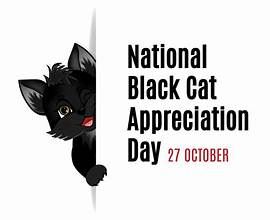 National
Black Cat
Appreciation
Day 27 OCTOBER